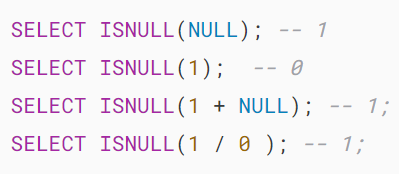 SELECT ISNULL(NULL); -- 1
SELECT ISNULL(1);  -- 0
SELECT ISNULL(1 + NULL); -- 1;
SELECT ISNULL(1 / 0 ); -- 1;